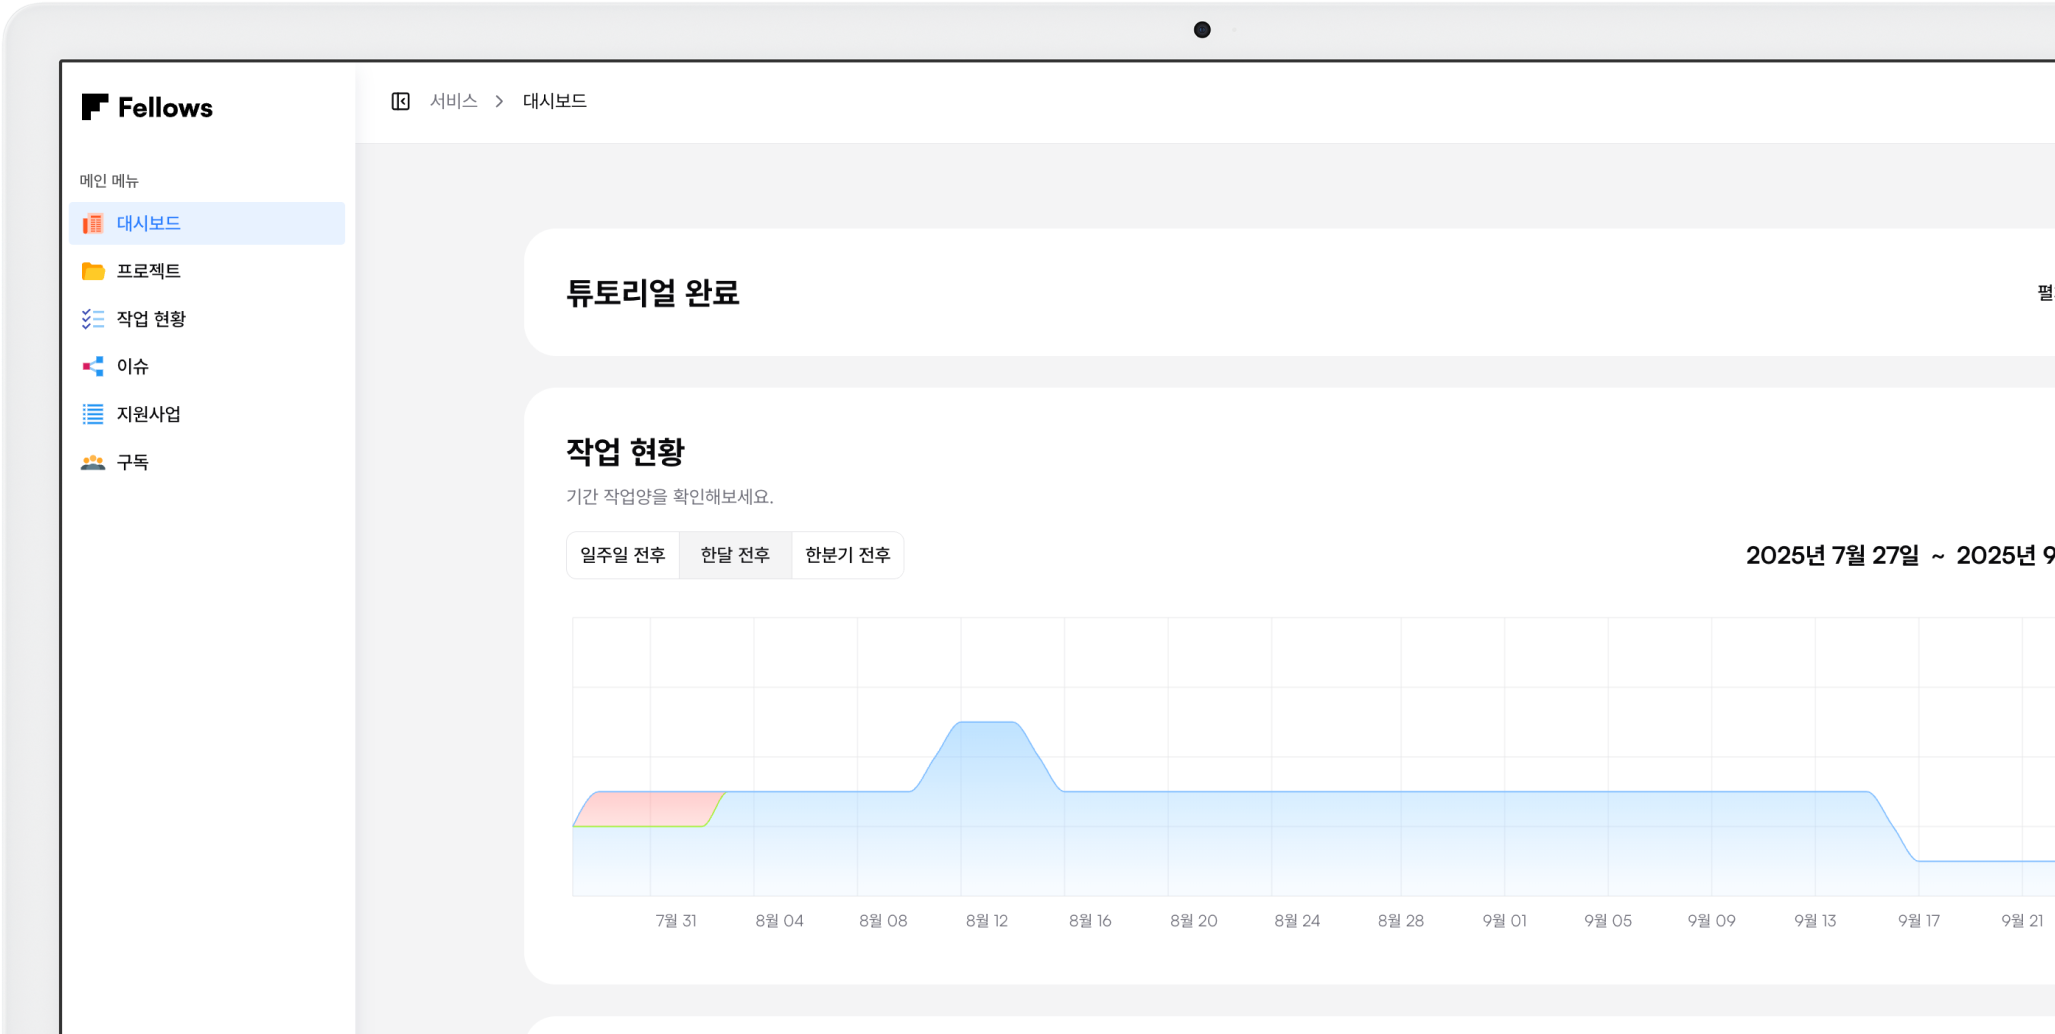 Fellows
서비스 > 대시보드
메인 메뉴
대시보드
프로젝트
작업 현황
이슈
지원사업
구독
튜토리얼 완료
작업 현황
기간 작업양을 확인해보세요.
일주일 전후 한달 전후 한분기 전후
2025년 7월 27일 ~ 2025년 9
7월 31 8월 04 8월 08 8월 12 8월 16 8월 20 8월 24 8월 28 9월 01 9월 05 9월 09 9월 13 9월 17 9월 21